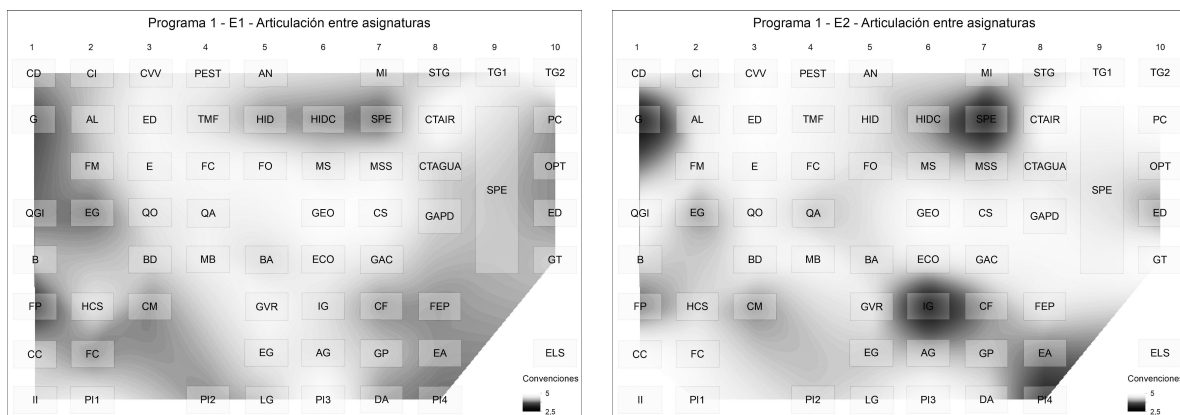 Programa 1 - E1 - Articulación entre asignaturas
1 2 3 4 5 6 7 8 9 10
CD CI CVV PEST AN MI STG TG1 TG2
G AL ED TMF HID HIDC SPE CTAIR PC
FM E FC FO MS MSS CTAGUA OPT
SPE
QGI EG QO QA GEO CS GAPD ED
B BD MB BA ECO GAC GT
FP HCS CM GVR IG CF FEP
CC FC EG AG GP EA ELS
Convenciones
II PI1 PI2 LG PI3 DA PI4
5
2.5
Programa 1 - E2 - Articulación entre asignaturas
1 2 3 4 5 6 7 8 9 10
CD CI CVV PEST AN MI STG TG1 TG2
G AL ED TMF HID HIDC SPE CTAIR PC
FM E FC FO MS MSS CTAGUA OPT
SPE
QGI EG QO QA GEO CS GAPD ED
B BD MB BA ECO GAC GT
FP HCS CM GVR IG CF FEP
CC FC EG AG GP EA ELS
Convenciones
II PI1 PI2 LG PI3 DA PI4
5
2.5